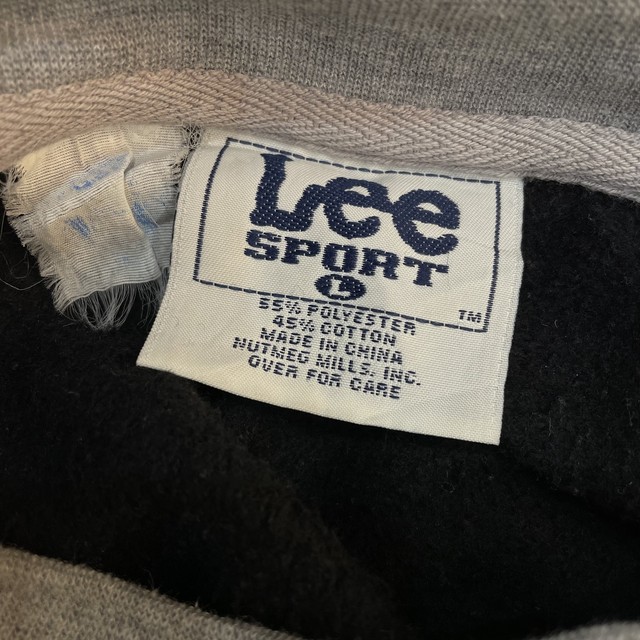 Lee
SPORT
L
TM
55% POLYESTER
45% COTTON
MADE IN CHINA
NUTMEG MILLS, INC.
OVER FOR CARE